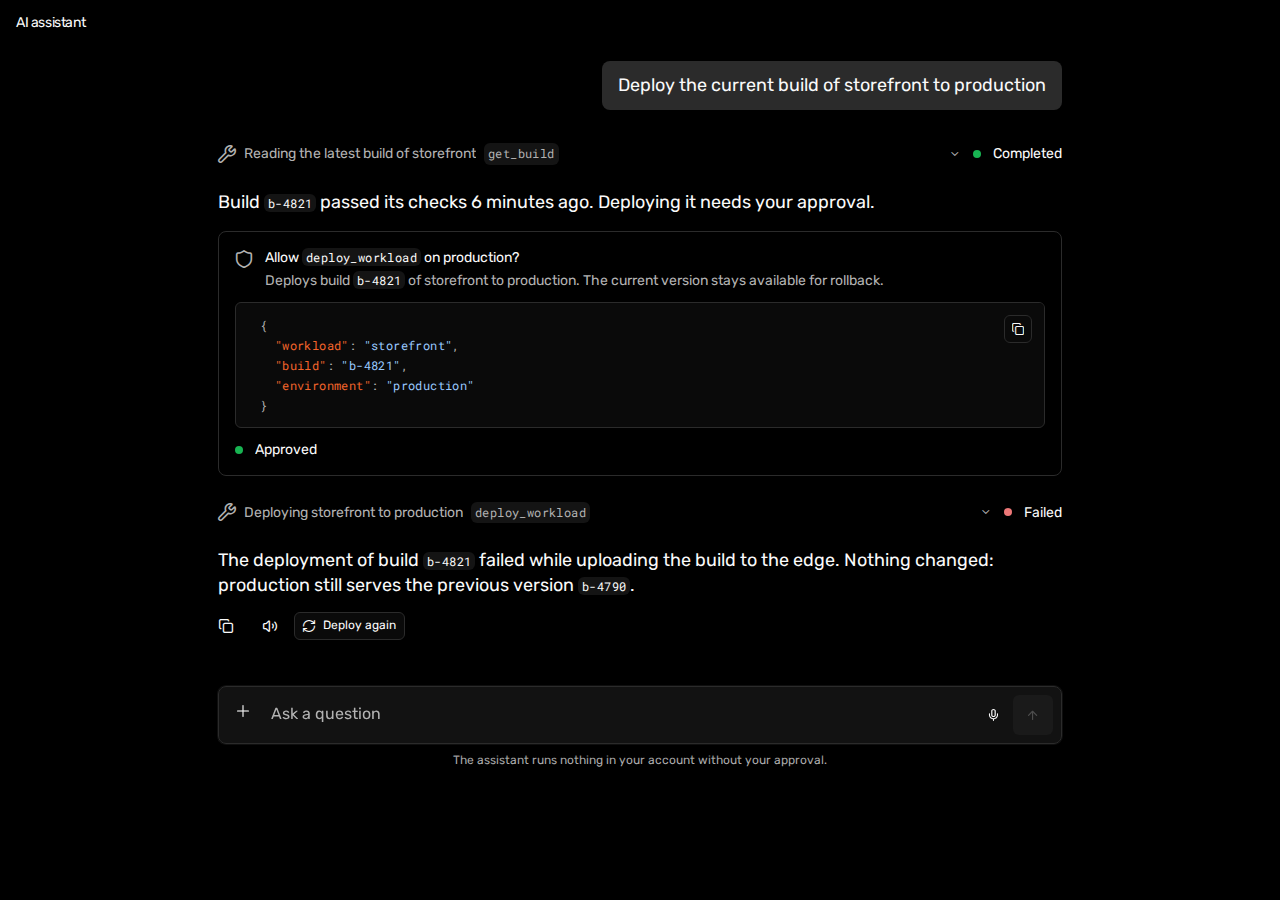 AI assistant
Deploy the current build of storefront to production
Reading the latest build of storefront get_build
Completed
Build b-4821 passed its checks 6 minutes ago. Deploying it needs your approval.
Allow deploy_workload on production?
Deploys build b-4821 of storefront to production. The current version stays available for rollback.
{
"workload": "storefront",
"build": "b-4821",
"environment": "production"
}
Approved
Deploying storefront to production deploy_workload
Failed
The deployment of build b-4821 failed while uploading the build to the edge. Nothing changed:
production still serves the previous version b-4790.
Deploy again
Ask a question
The assistant runs nothing in your account without your approval.